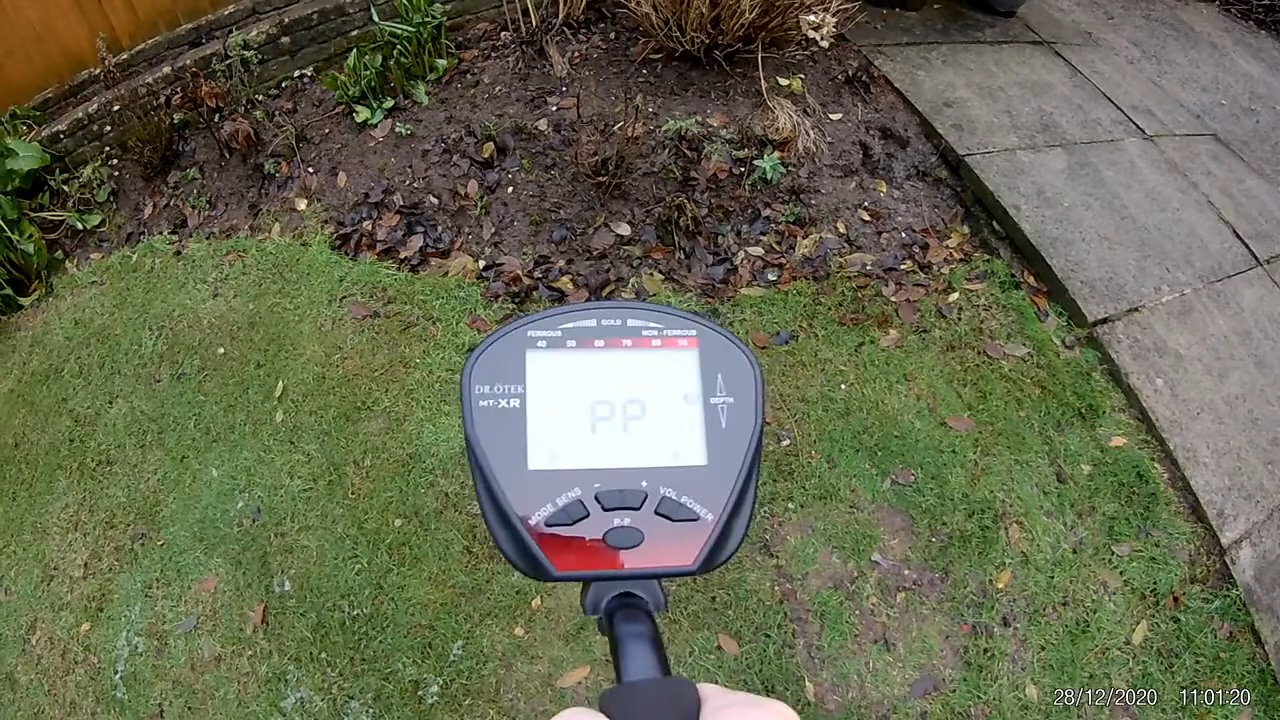 GOLD
FERROUS NON-FERROUS
40 50 60 70 80 90
DR.ÖTEK
MT-XR
DEPTH
PP
- +
MODE SENS VOL POWER
P-P
28/12/2020 11:01:20